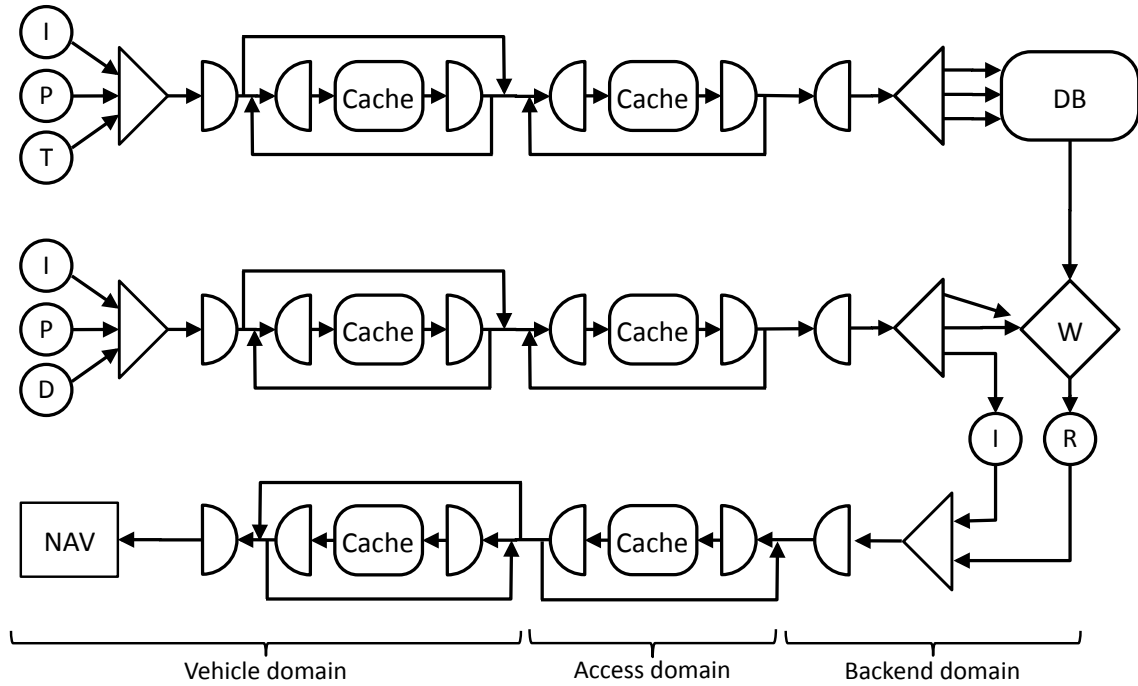 I
P
T
Cache
Cache
DB
I
P
D
Cache
Cache
W
I
R
NAV
Cache
Cache
Vehicle domain
Access domain
Backend domain